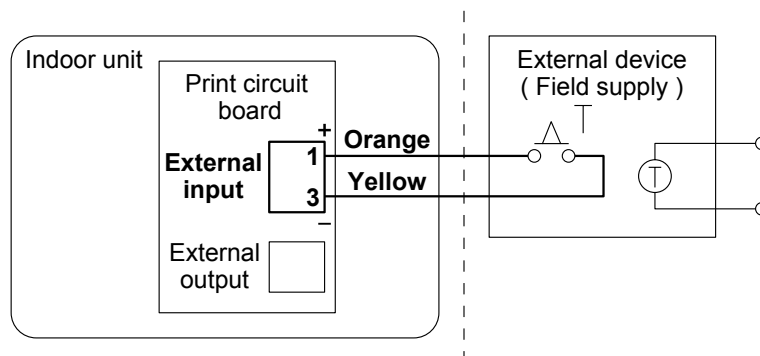 Indoor unit
Print circuit
board
External
input
+
1
3
−
Orange
Yellow
External
output
External device
( Field supply )
T
T